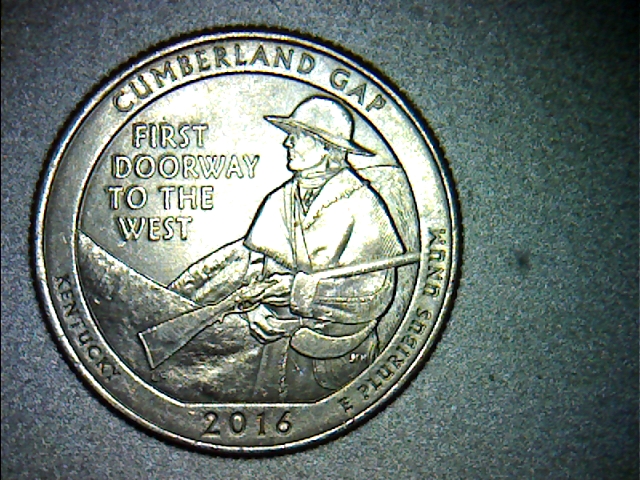 CUMBERLAND GAP
FIRST
DOORWAY
TO THE
WEST
KENTUCKY
2016
E PLURIBUS UNUM